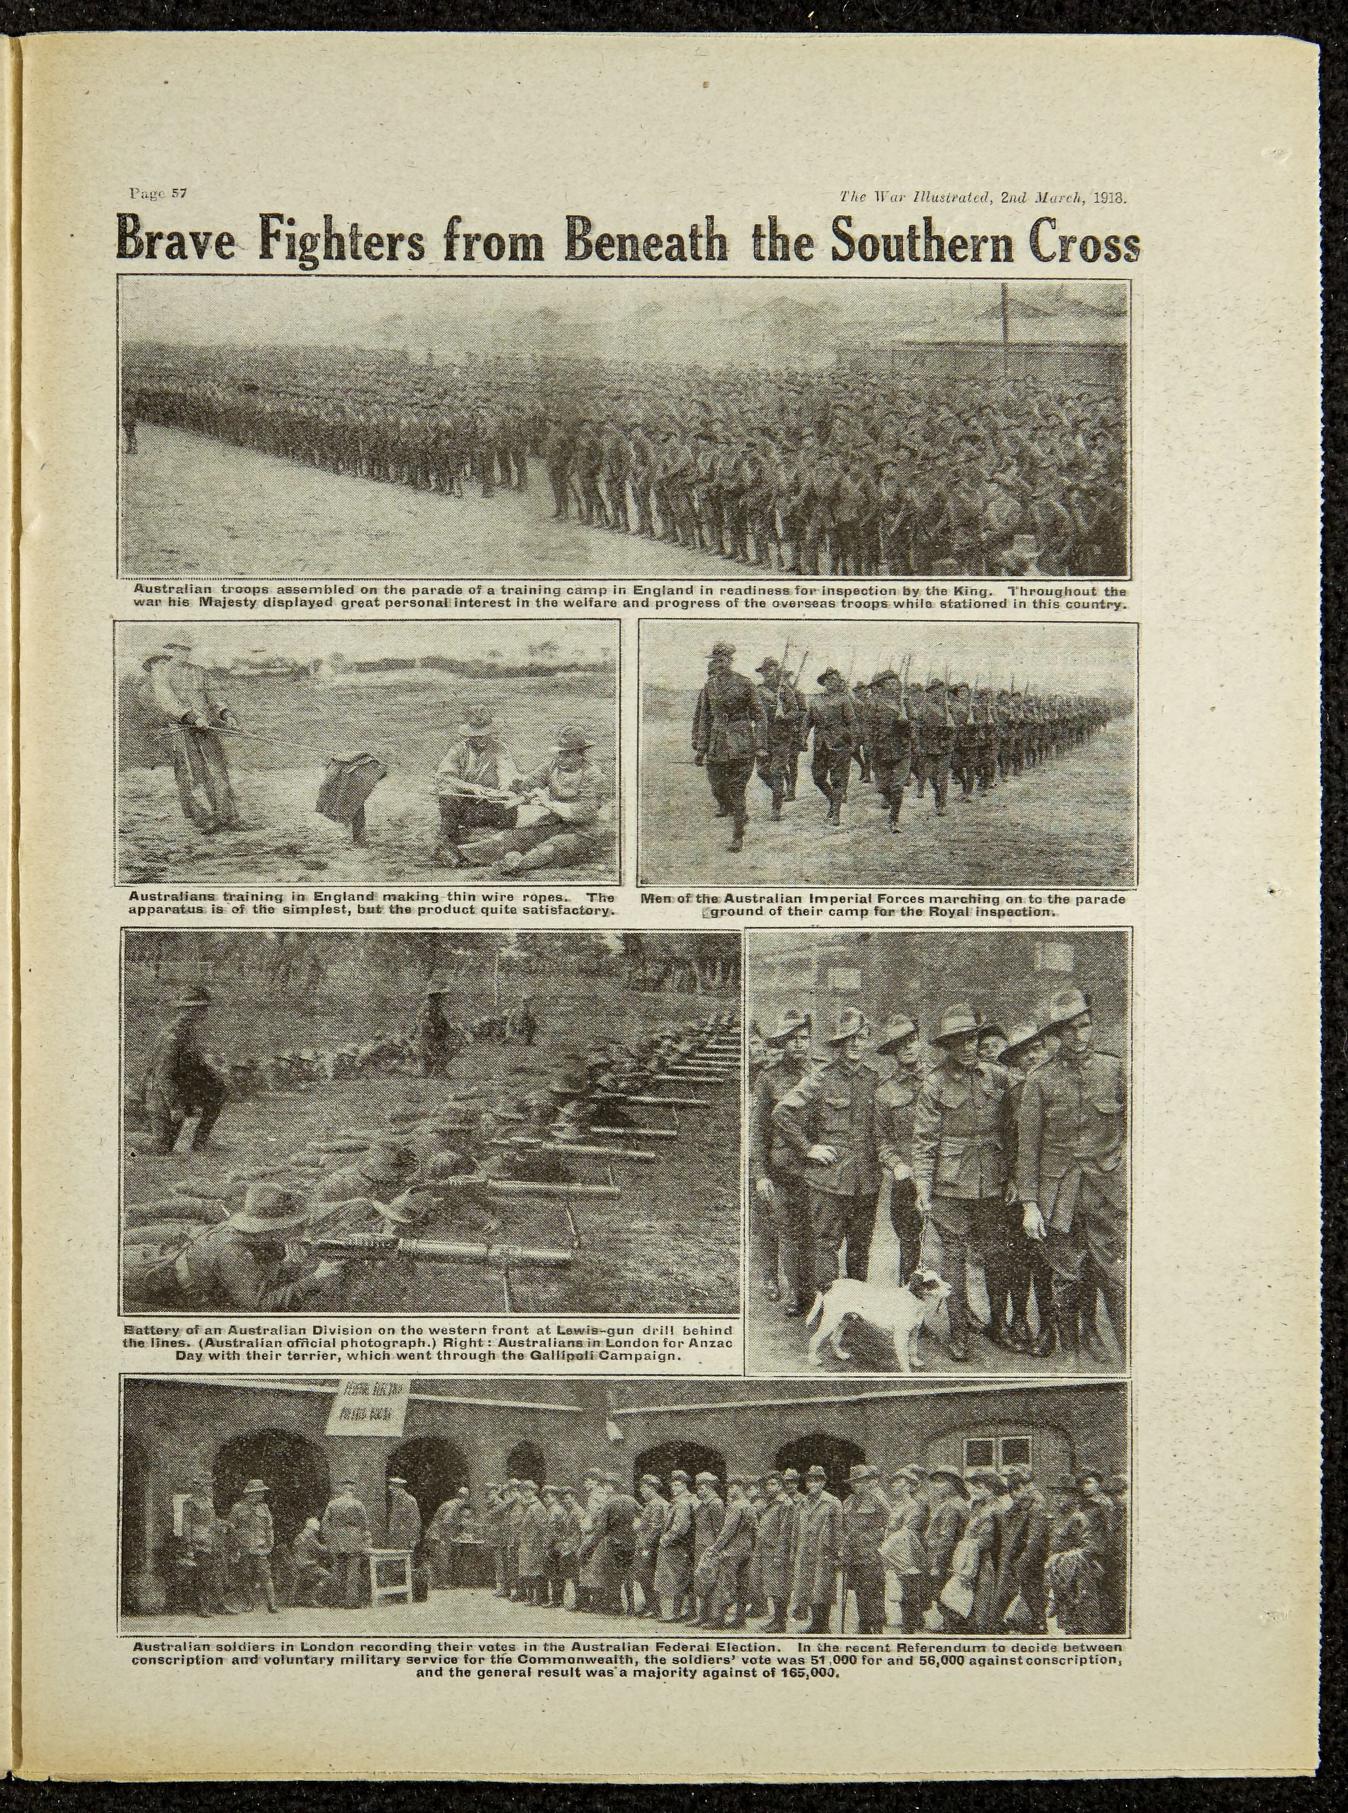 Page 57
The War Illustrated, 2nd March, 1918.
Brave Fighters from Beneath the Southern Cross
Australian troops assembled on the parade of a training camp in England in readiness for inspection by the King. Throughout the
war his Majesty displayed great personal interest in the welfare and progress of the overseas troops while stationed in this country.
Australians training in England making thin wire ropes. The
apparatus is of the simplest, but the product quite satisfactory.
Men of the Australian Imperial Forces marching on to the parade
ground of their camp for the Royal inspection.
Battery of an Australian Division on the western front at Lewis-gun drill behind
the lines. (Australian official photograph.) Right: Australians in London for Anzac
Day with their terrier, which went through the Gallipoli Campaign.
Australian soldiers in London recording their votes in the Australian Federal Election. In the recent Referendum to decide between
conscription and voluntary military service for the Commonwealth, the soldiers' vote was 51,000 for and 56,000 against conscription,
and the general result was a majority against of 165,000.